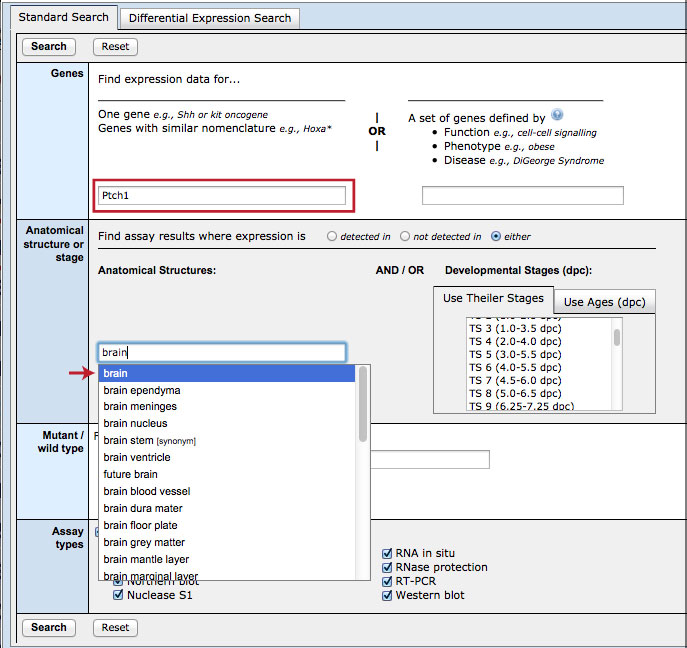 Standard Search
Differential Expression Search
Search
Reset
Genes
Find expression data for...
One gene e.g., Shh or kit oncogene
Genes with similar nomenclature e.g., Hoxa*
|
OR
|
A set of genes defined by ?
• Function e.g., cell-cell signalling
• Phenotype e.g., obese
• Disease e.g., DiGeorge Syndrome
Ptch1
Anatomical
structure or
stage
Find assay results where expression is
detected in
not detected in
either
Anatomical Structures:
AND / OR
Developmental Stages (dpc):
Use Theiler Stages
Use Ages (dpc)
TS 3 (1.0-3.5 dpc)
TS 4 (2.0-4.0 dpc)
TS 5 (3.0-5.5 dpc)
TS 6 (4.0-5.5 dpc)
TS 7 (4.5-6.0 dpc)
TS 8 (5.0-6.5 dpc)
TS 9 (6.25-7.25 dpc)
brain
brain
brain ependyma
brain meninges
brain nucleus
brain stem [synonym]
brain ventricle
future brain
brain blood vessel
brain dura mater
brain floor plate
brain grey matter
brain mantle layer
brain marginal layer
Mutant /
wild type
Assay
types
Northern blot
Nuclease S1
RNA in situ
RNase protection
RT-PCR
Western blot
Search
Reset